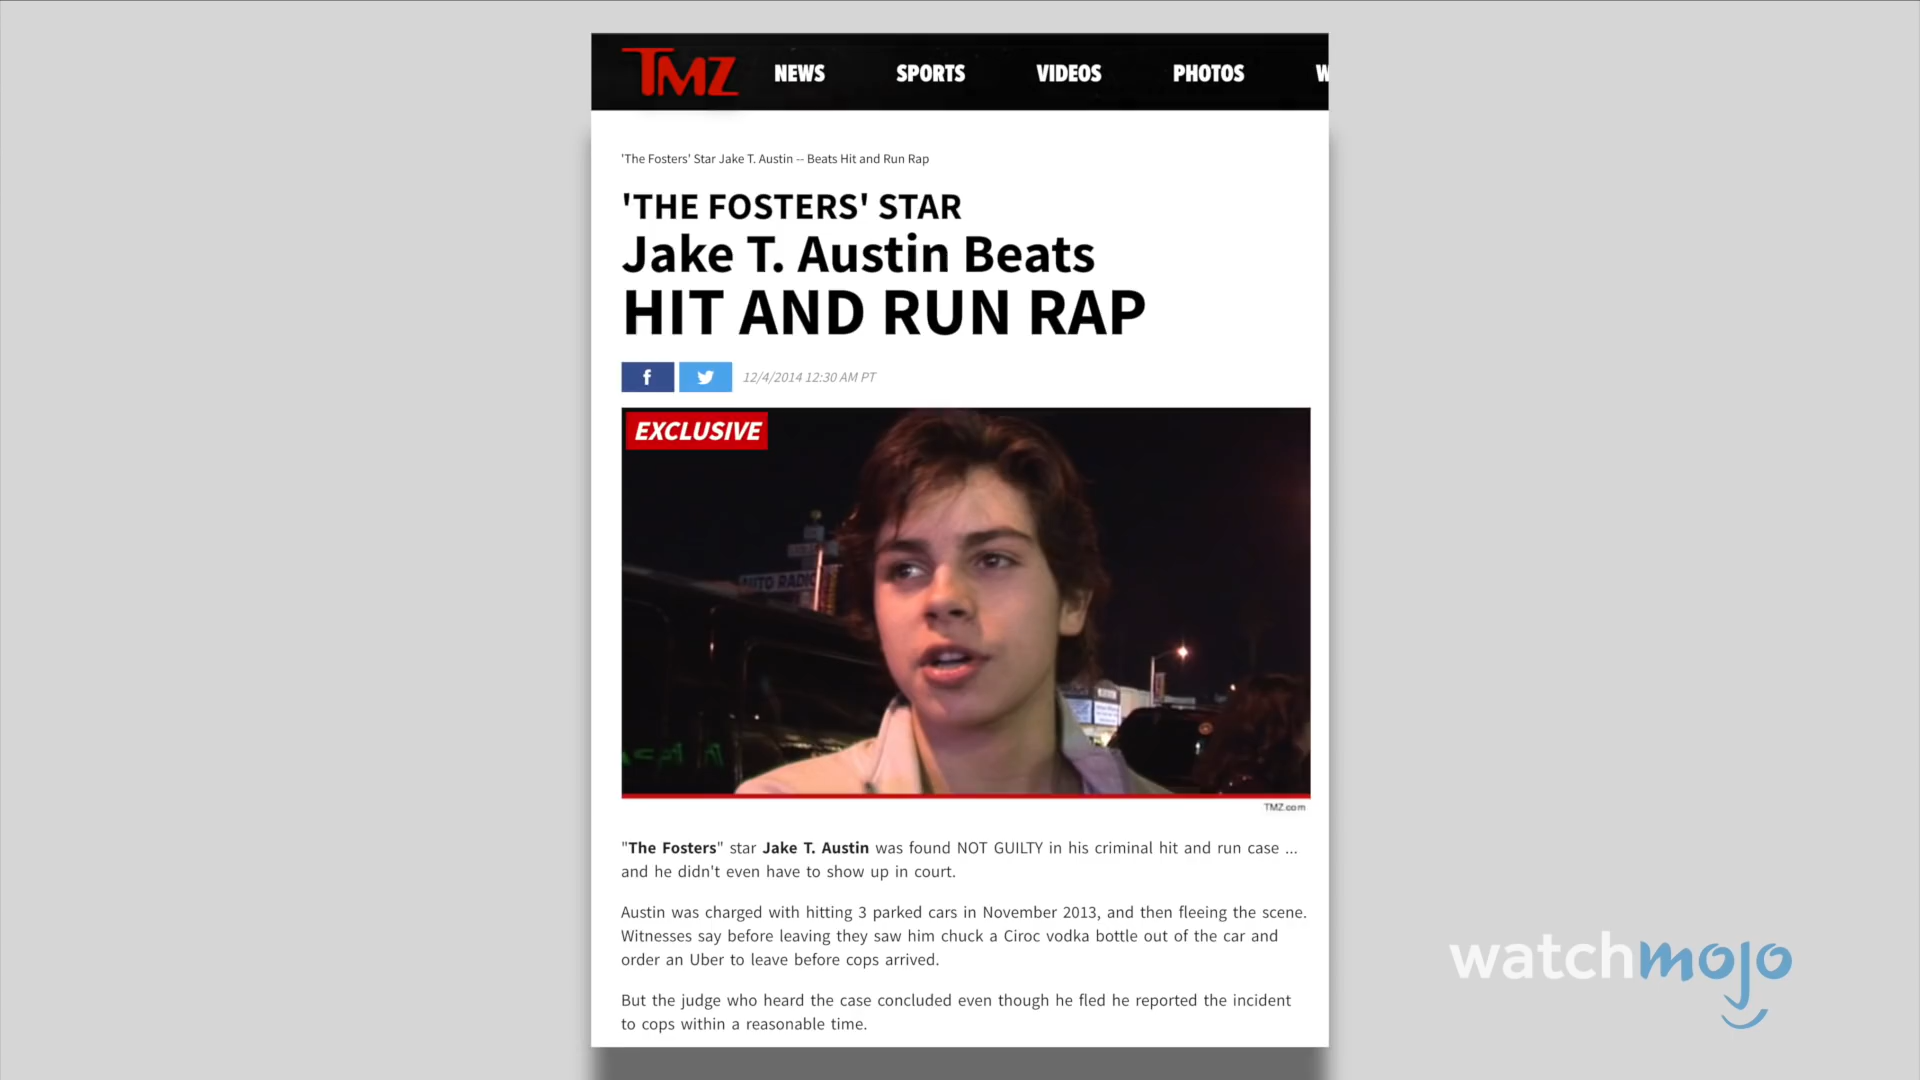 TMZ NEWS SPORTS VIDEOS PHOTOS W
'The Fosters' Star Jake T. Austin -- Beats Hit and Run Rap
'THE FOSTERS' STAR
Jake T. Austin Beats
HIT AND RUN RAP
f 12/4/2014 12:30 AM PT
EXCLUSIVE
AUTO RADIO
TMZ.com
"The Fosters" star Jake T. Austin was found NOT GUILTY in his criminal hit and run case ...
and he didn't even have to show up in court.
Austin was charged with hitting 3 parked cars in November 2013, and then fleeing the scene.
Witnesses say before leaving they saw him chuck a Ciroc vodka bottle out of the car and
order an Uber to leave before cops arrived.
But the judge who heard the case concluded even though he fled he reported the incident
to cops within a reasonable time.
watchmojo